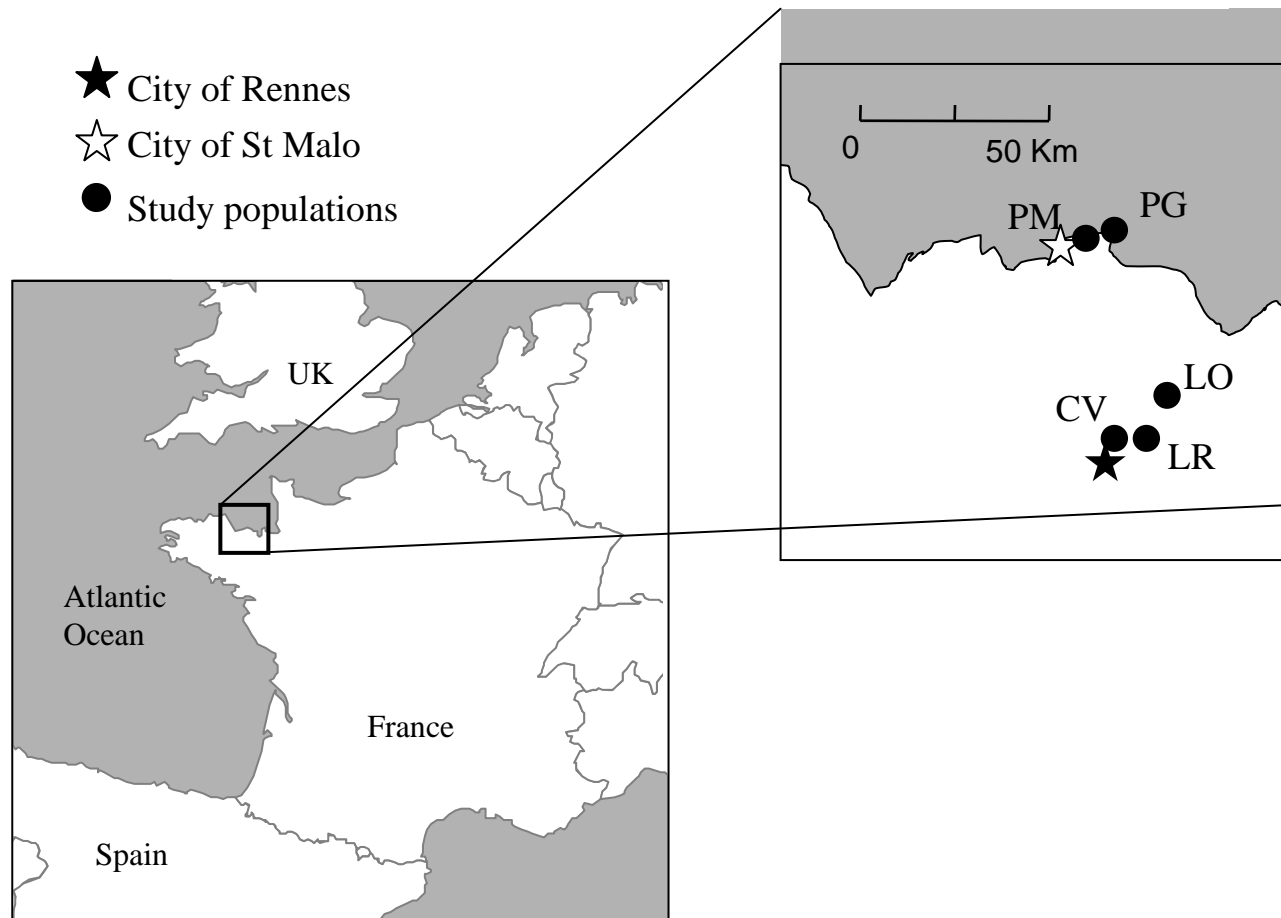 City of Rennes
City of St Malo
Study populations
UK
Atlantic
Ocean
France
Spain
0 50 Km
PM
PG
LO
CV
LR